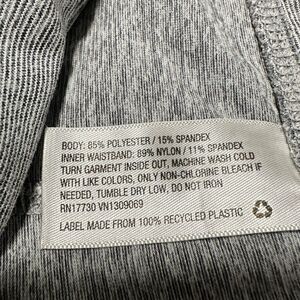 BODY: 85% POLYESTER / 15% SPANDEX
INNER WAISTBAND: 89% NYLON / 11% SPANDEX
TURN GARMENT INSIDE OUT, MACHINE WASH COLD
WITH LIKE COLORS, ONLY NON-CHLORINE BLEACH IF
NEEDED, TUMBLE DRY LOW, DO NOT IRON
RN17730 VN1309069
LABEL MADE FROM 100% RECYCLED PLASTIC